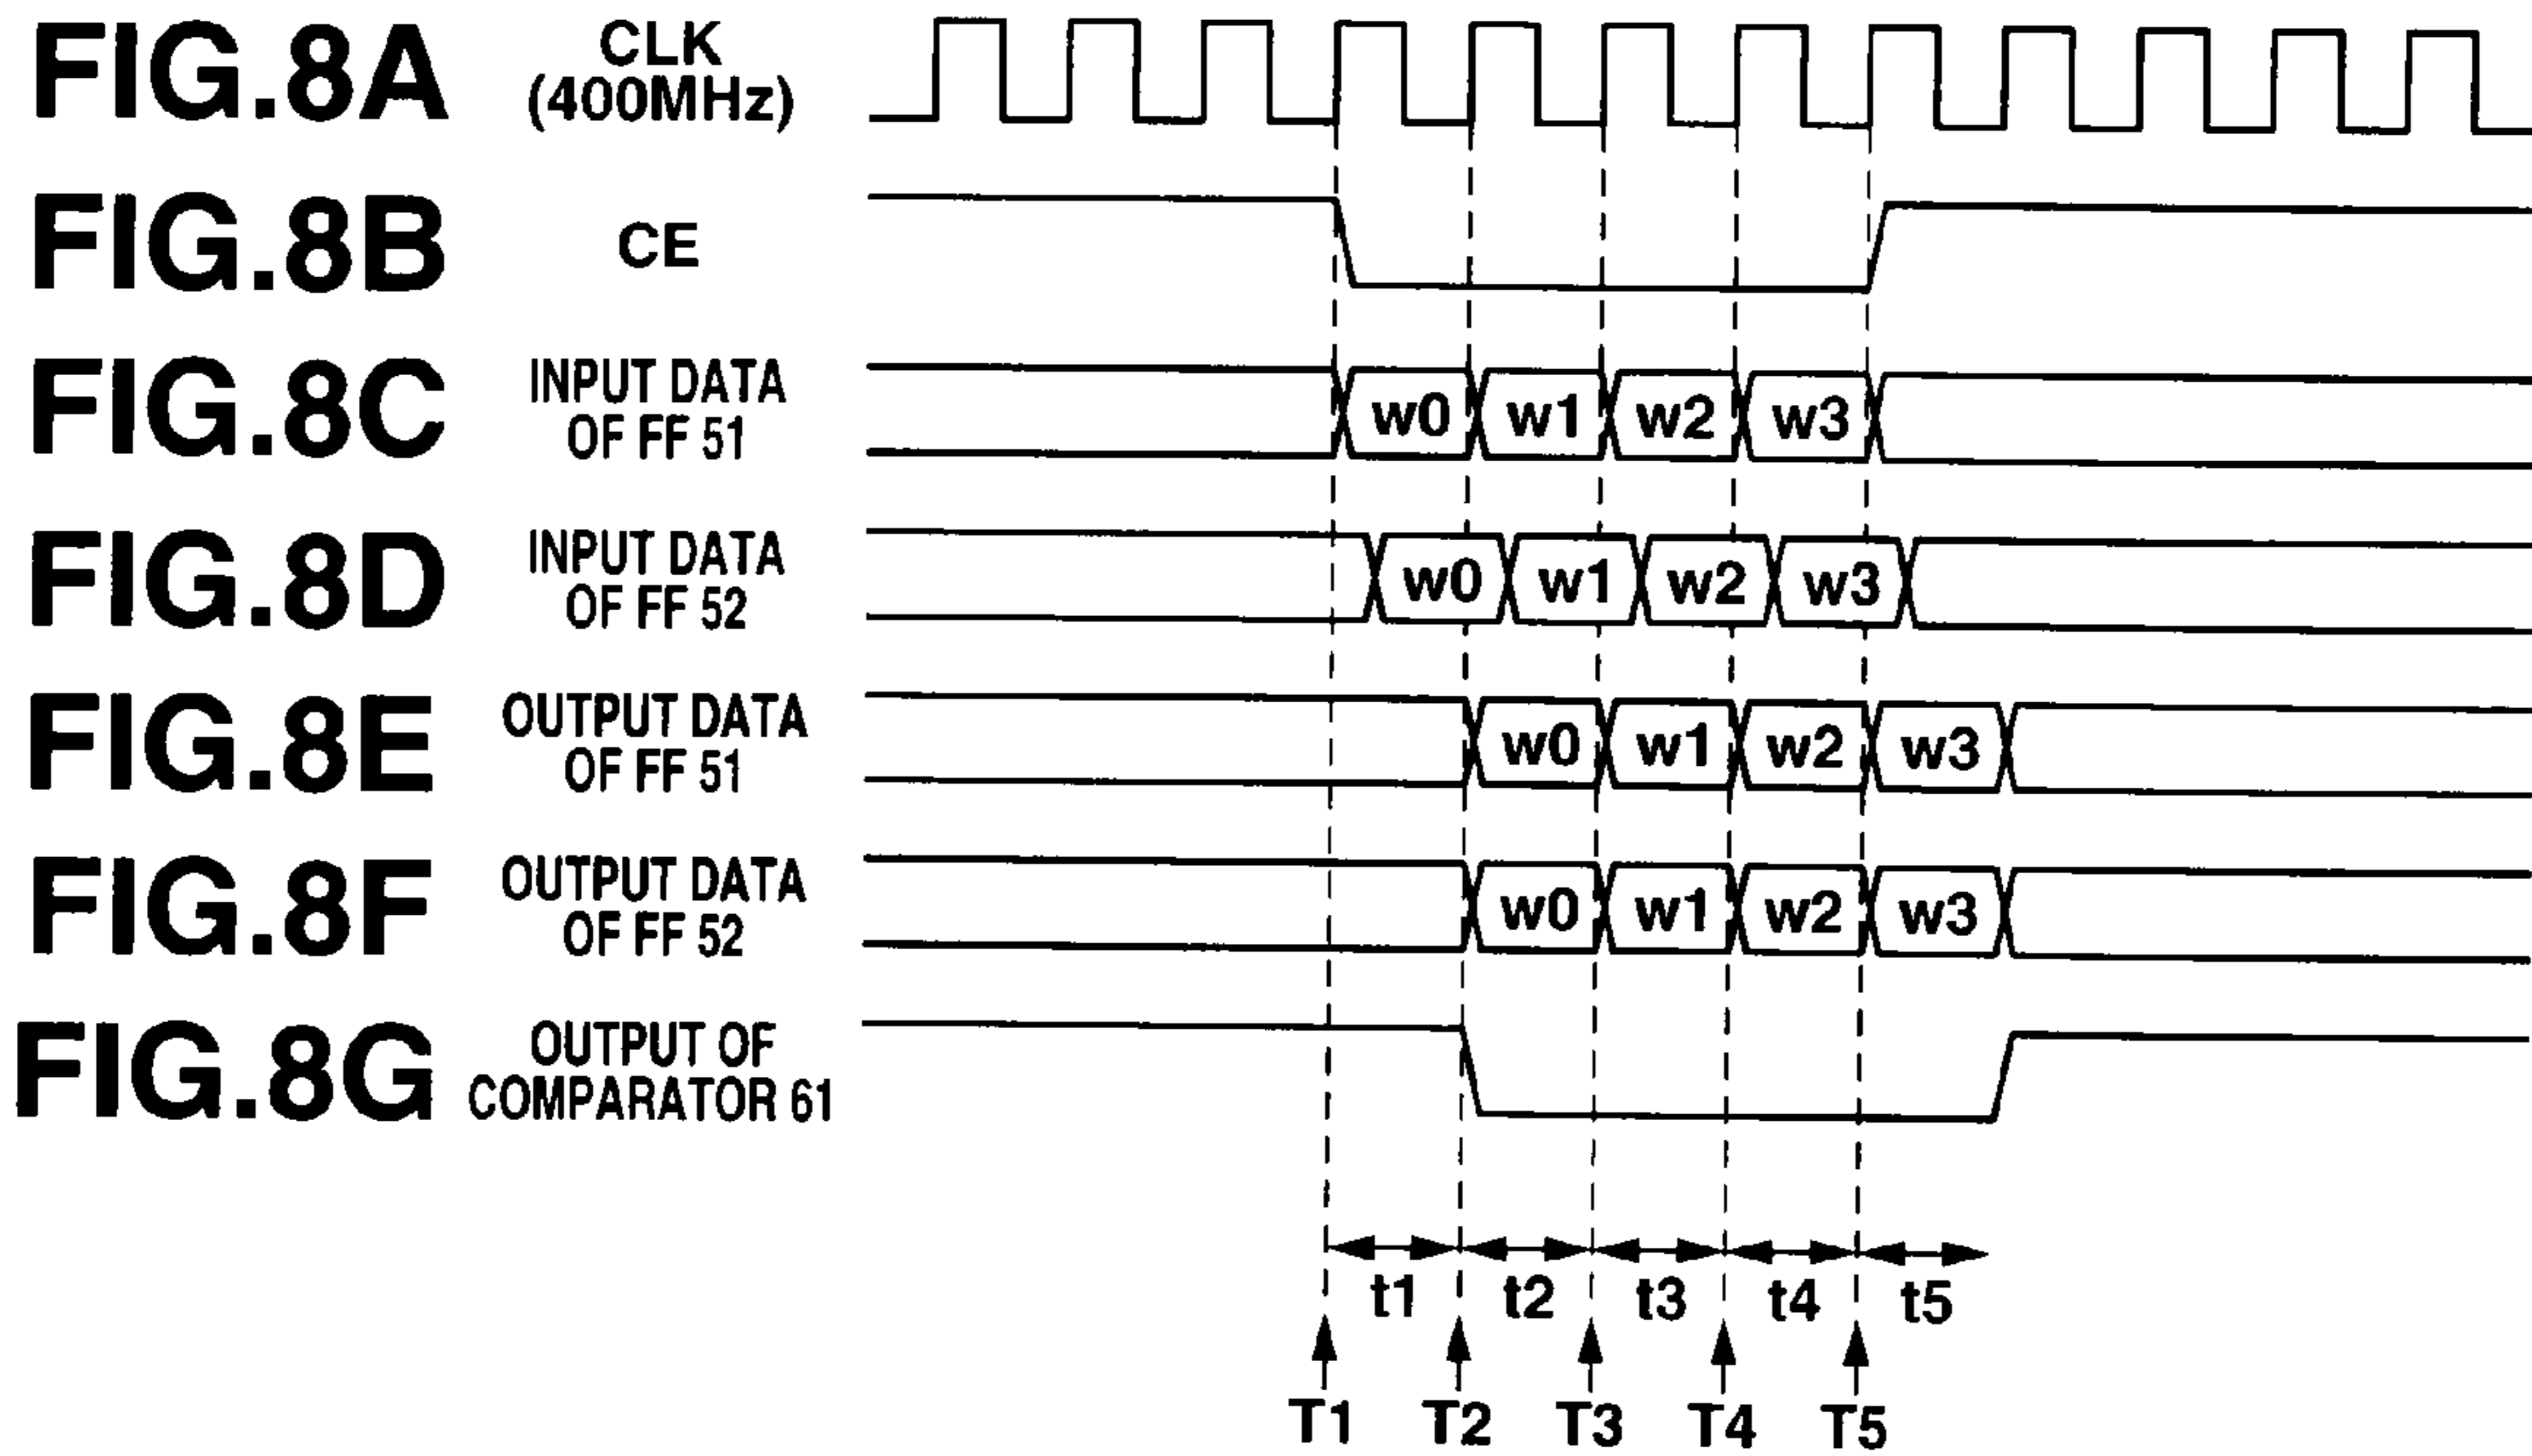 FIG.8A CLK
(400MHz)
FIG.8B CE
FIG.8C INPUT DATA
OF FF 51
w0 w1 w2 w3
FIG.8D INPUT DATA
OF FF 52
w0 w1 w2 w3
FIG.8E OUTPUT DATA
OF FF 51
w0 w1 w2 w3
FIG.8F OUTPUT DATA
OF FF 52
w0 w1 w2 w3
FIG.8G OUTPUT OF
COMPARATOR 61
t1 t2 t3 t4 t5
T1 T2 T3 T4 T5